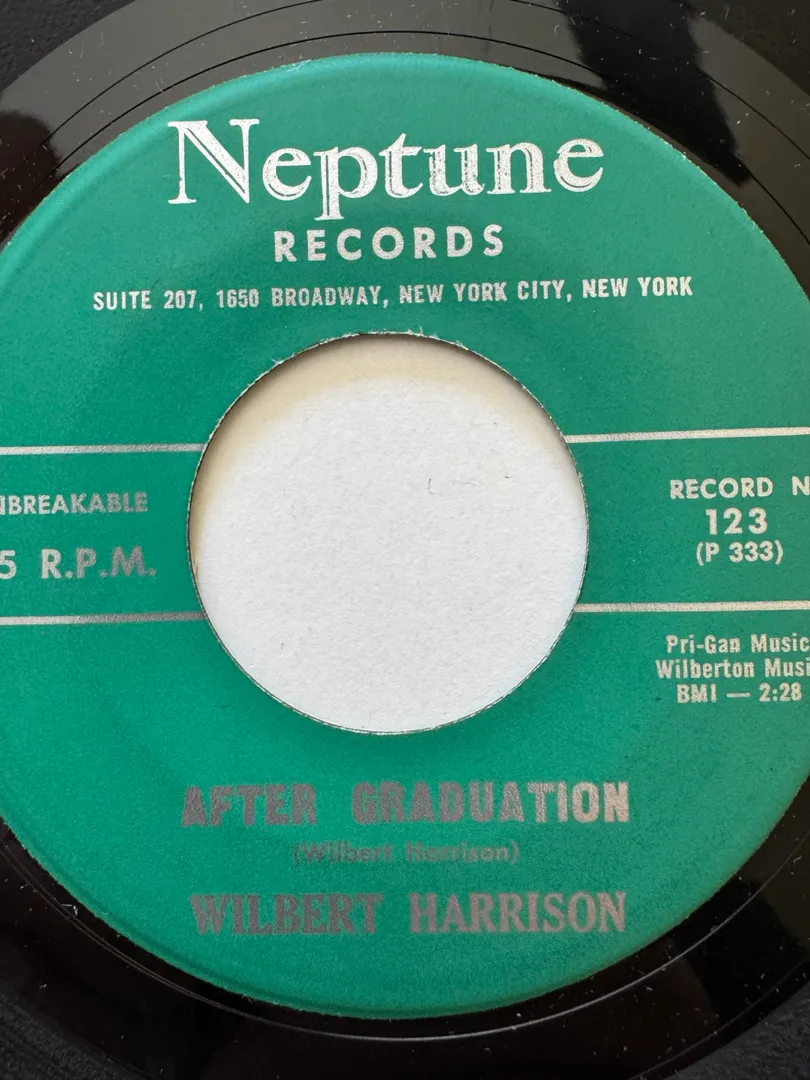 Neptune
RECORDS
SUITE 207, 1650 BROADWAY, NEW YORK CITY, NEW YORK
NBREAKABLE
5 R.P.M.
RECORD N
123
(P 333)
Pri-Gan Music
Wilberton Musi
BMI — 2:28
AFTER GRADUATION
(Wilbert Harrison)
WILBERT HARRISON